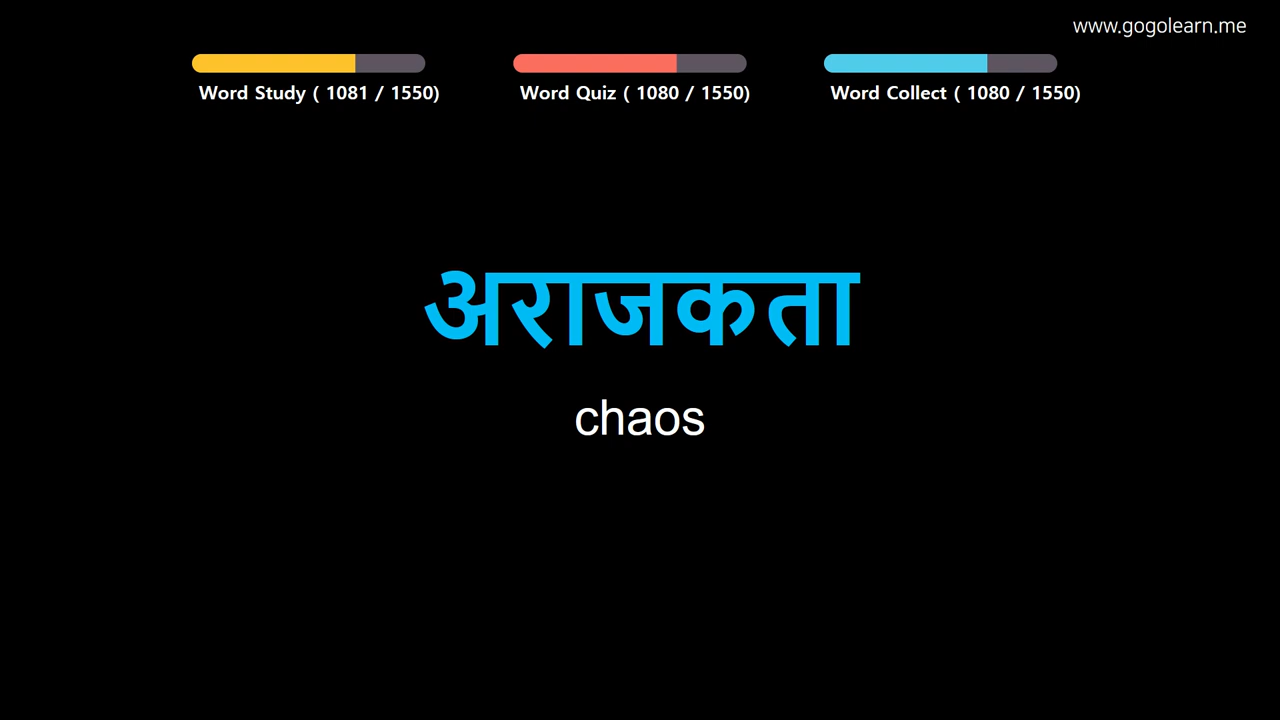 www.gogolearn.me
Word Study ( 1081 / 1550)
Word Quiz ( 1080 / 1550)
Word Collect ( 1080 / 1550)
अराजकता
chaos